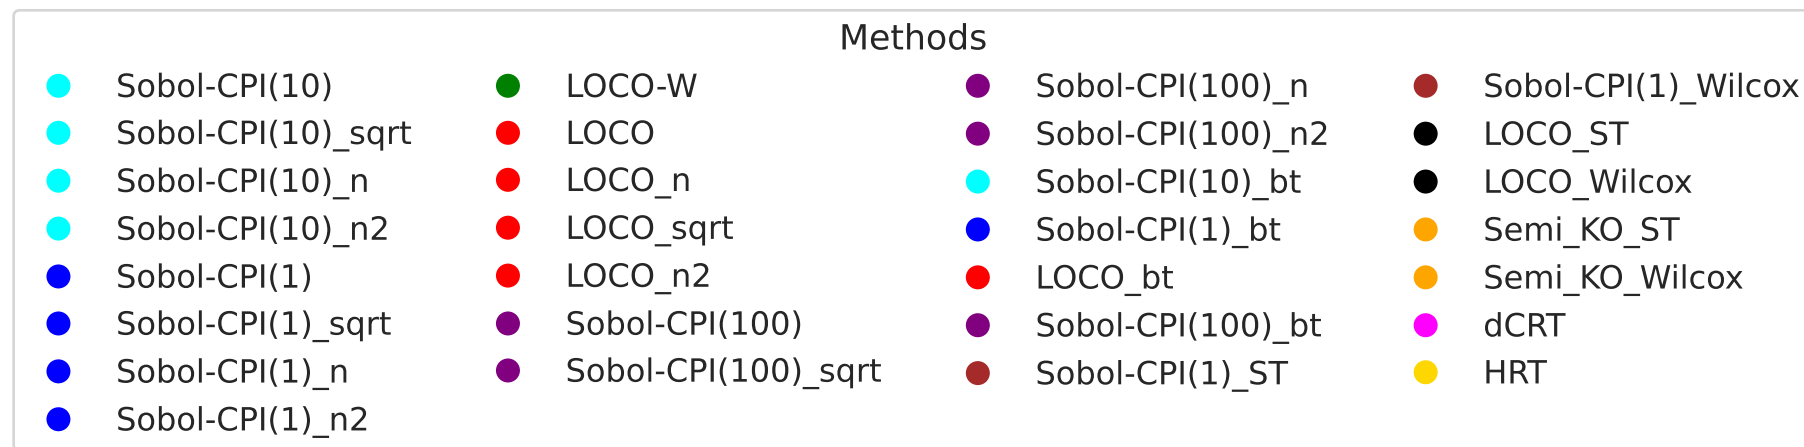 Methods
Sobol-CPI(10)
Sobol-CPI(10)_sqrt
Sobol-CPI(10)_n
Sobol-CPI(10)_n2
Sobol-CPI(1)
Sobol-CPI(1)_sqrt
Sobol-CPI(1)_n
Sobol-CPI(1)_n2
LOCO-W
LOCO
LOCO_n
LOCO_sqrt
LOCO_n2
Sobol-CPI(100)
Sobol-CPI(100)_sqrt
Sobol-CPI(100)_n
Sobol-CPI(100)_n2
Sobol-CPI(10)_bt
Sobol-CPI(1)_bt
LOCO_bt
Sobol-CPI(100)_bt
Sobol-CPI(1)_ST
Sobol-CPI(1)_Wilcox
LOCO_ST
LOCO_Wilcox
Semi_KO_ST
Semi_KO_Wilcox
dCRT
HRT